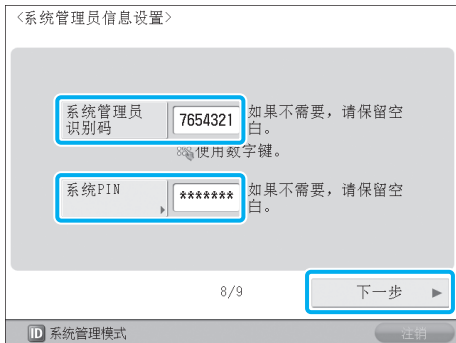 <系统管理员信息设置>
系统管理员
识别码
7654321
如果不需要，请保留空
白。
使用数字键。
系统PIN
*******
如果不需要，请保留空
白。
8/9
下一步
ID 系统管理模式
注销